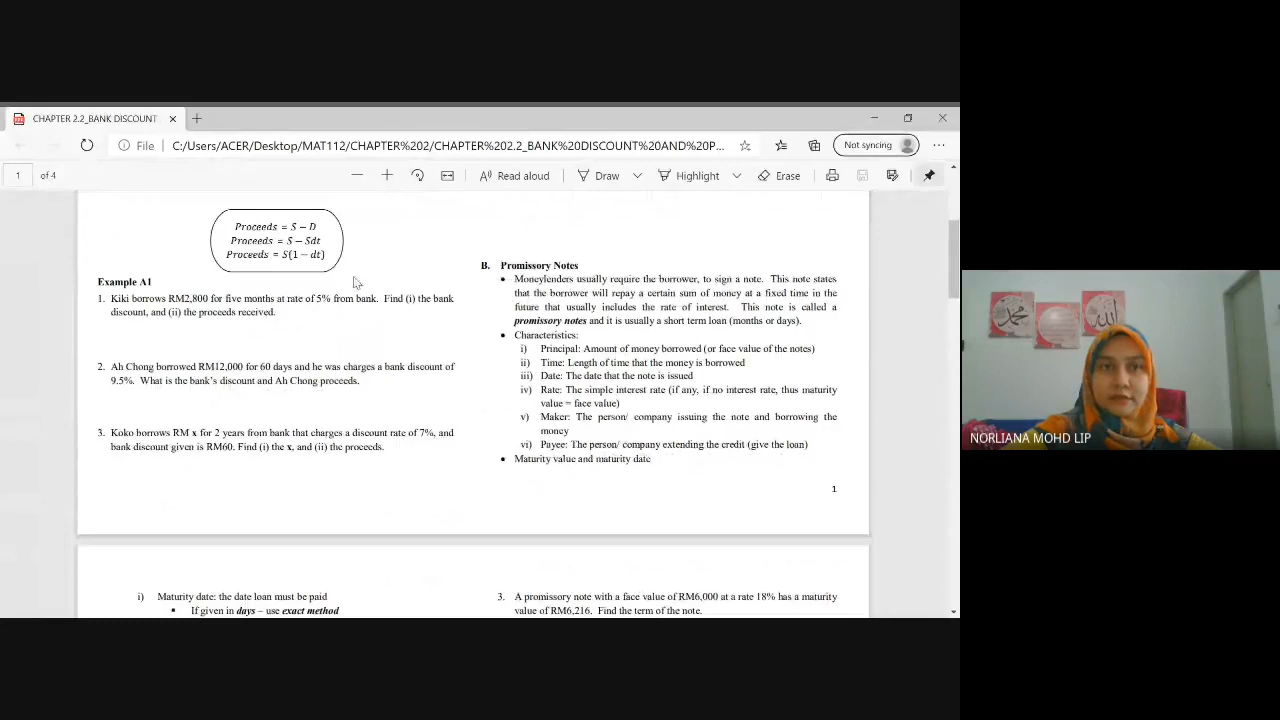 CHAPTER 2.2_BANK DISCOUNT
File
C:/Users/ACER/Desktop/MAT112/CHAPTER%202/CHAPTER%202.2_BANK%20DISCOUNT%20AND%20P...
Not syncing
1 of 4
Read aloud
Draw
Highlight
Erase
Proceeds = S − D
Proceeds = S − Sdt
Proceeds = S(1 − dt)
Example A1
1. Kiki borrows RM2,800 for five months at rate of 5% from bank. Find (i) the bank
discount, and (ii) the proceeds received.
2. Ah Chong borrowed RM12,000 for 60 days and he was charges a bank discount of
9.5%. What is the bank's discount and Ah Chong proceeds.
3. Koko borrows RM x for 2 years from bank that charges a discount rate of 7%, and
bank discount given is RM60. Find (i) the x, and (ii) the proceeds.
B. Promissory Notes
• Moneylenders usually require the borrower, to sign a note. This note states
that the borrower will repay a certain sum of money at a fixed time in the
future that usually includes the rate of interest. This note is called a
promissory notes and it is usually a short term loan (months or days).
• Characteristics:
i) Principal: Amount of money borrowed (or face value of the notes)
ii) Time: Length of time that the money is borrowed
iii) Date: The date that the note is issued
iv) Rate: The simple interest rate (if any, if no interest rate, thus maturity
value = face value)
v) Maker: The person/ company issuing the note and borrowing the
money
vi) Payee: The person/ company extending the credit (give the loan)
• Maturity value and maturity date
1
i) Maturity date: the date loan must be paid
▪ If given in days – use exact method
3. A promissory note with a face value of RM6,000 at a rate 18% has a maturity
value of RM6,216. Find the term of the note.
محمد
الله
NORLIANA MOHD LIP